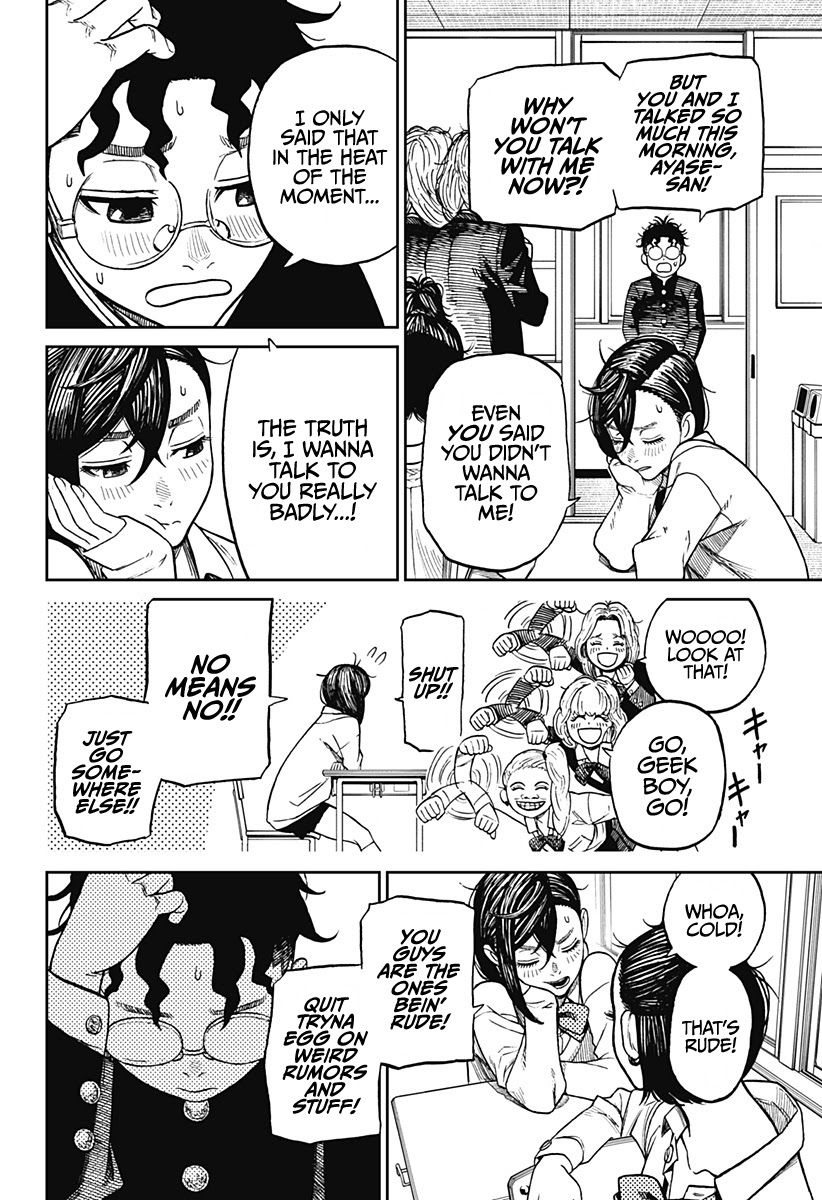 BUT
YOU AND I
TALKED SO
MUCH THIS
MORNING,
AYASE-
SAN!
WHY
WON'T
YOU TALK
WITH ME
NOW?!
EVEN
YOU SAID
YOU DIDN'T
WANNA
TALK TO
ME!
I ONLY
SAID THAT
IN THE HEAT
OF THE
MOMENT...
THE TRUTH
IS, I WANNA
TALK TO
YOU REALLY
BADLY...!
WOOOO!
LOOK AT
THAT!
GO,
GEEK
BOY,
GO!
キャー
キャー
SHUT
UP!!
NO
MEANS
NO!!
JUST
GO
SOME-
WHERE
ELSE!!
WHOA,
COLD!
THAT'S
RUDE!
YOU
GUYS
ARE THE
ONES
BEIN'
RUDE!
QUIT
TRYNA
EGG ON
WEIRD
RUMORS
AND
STUFF!